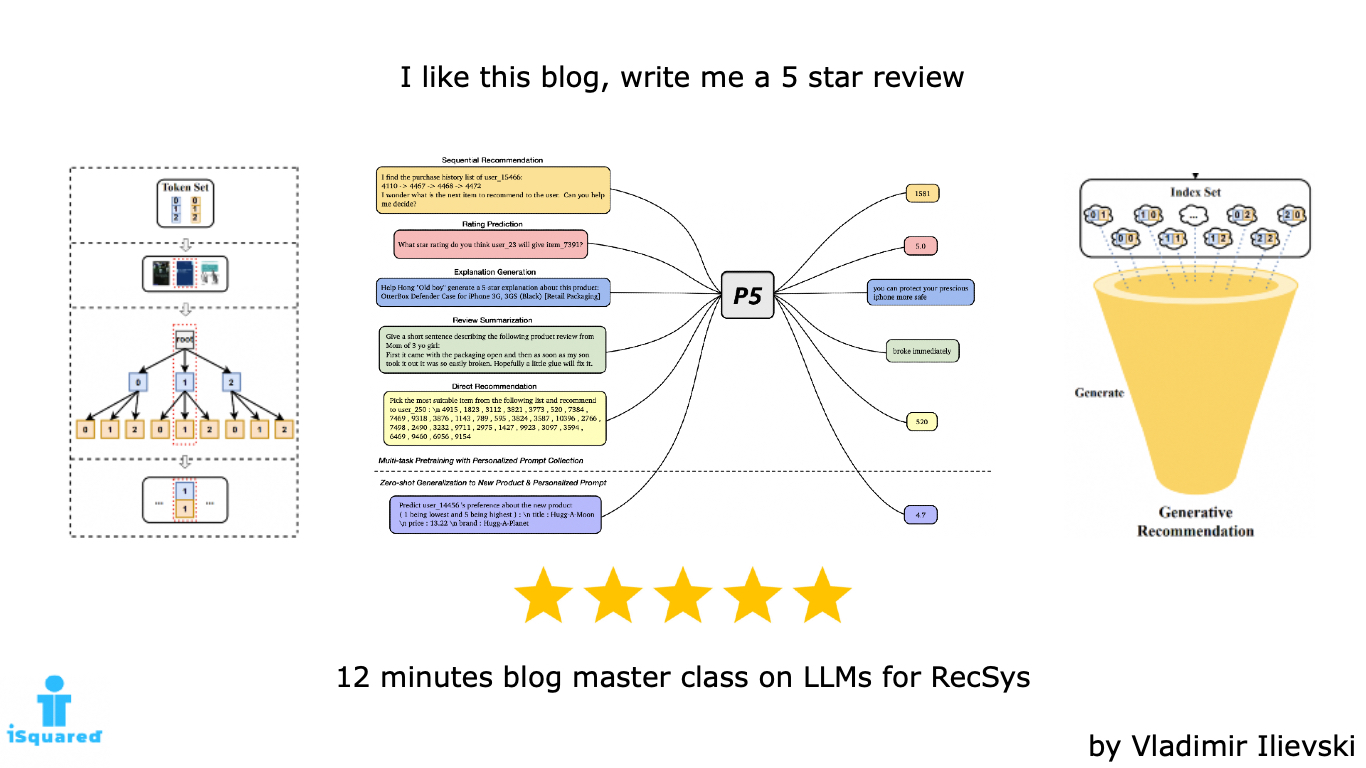 I like this blog, write me a 5 star review
Token Set
0 0
1 1
2 2
root
0 1 2
0 1 2 0 1 2 0 1 2
... 1 ...
1
Sequential Recommendation
I find the purchase history list of user_15466:
4110 -> 4467 -> 4468 -> 4472
I wonder what is the next item to recommend to the user. Can you help
me decide?
Rating Prediction
What star rating do you think user_23 will give item_7391?
Explanation Generation
Help Hong "Old boy" generate a 5-star explanation about this product:
OtterBox Defender Case for iPhone 3G, 3GS (Black) [Retail Packaging]
Review Summarization
Give a short sentence describing the following product review from
Mom of 3 yo girl:
First it came with the packaging open and then as soon as my son
took it out it was so easily broken. Hopefully a little glue will fix it.
Direct Recommendation
Pick the most suitable item from the following list and recommend
to user_250 : \n 4915 , 1823 , 3112 , 3821 , 3773 , 520 , 7384 ,
7469 , 9318 , 3876 , 1143 , 789 , 595 , 3824 , 3587 , 10396 , 2766 ,
7498 , 2490 , 3232 , 9711 , 2975 , 1427 , 9923 , 3097 , 3594 ,
6469 , 9460 , 6956 , 9154
Multi-task Pretraining with Personalized Prompt Collection
Zero-shot Generalization to New Product & Personalized Prompt
Predict user_14456 's preference about the new product
( 1 being lowest and 5 being highest ) : \n title : Hugg-A-Moon
\n price : 13.22 \n brand : Hugg-A-Planet
P5
1581
5.0
you can protect your prescious
iphone more safe
broke immediately
520
4.7
Index Set
0 1 1 0 ... 0 2 2 0
0 0 1 1 1 2 2 2
Generate
Generative
Recommendation
12 minutes blog master class on LLMs for RecSys
iSquared
by Vladimir Ilievski